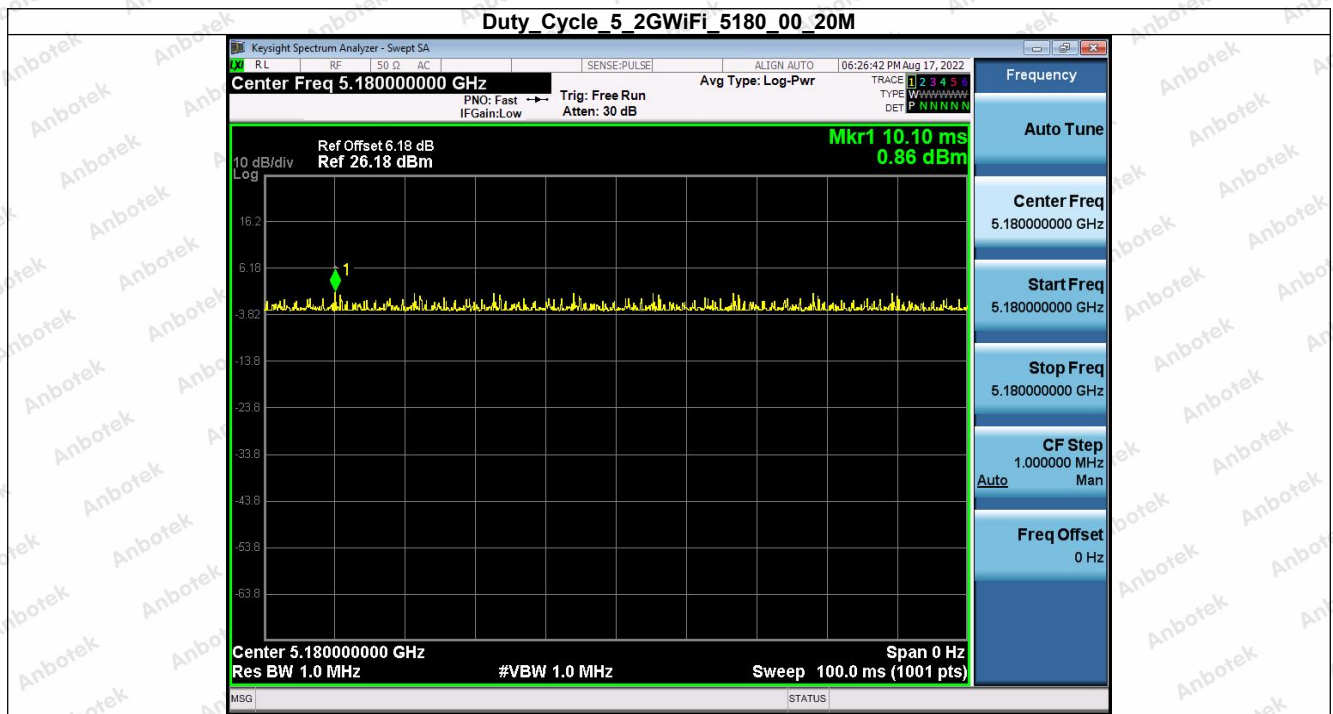 Duty_Cycle_5_2GWiFi_5180_00_20M
Keysight Spectrum Analyzer - Swept SA
LXI RL RF 50 Ω AC SENSE:PULSE ALIGN AUTO 06:26:42 PM Aug 17, 2022
Center Freq 5.180000000 GHz
PNO: Fast
IFGain:Low
Trig: Free Run
Atten: 30 dB
Avg Type: Log-Pwr
TRACE 1 2 3 4 5 6
TYPE WWWWWW
DET P N N N N N
Mkr1 10.10 ms
0.86 dBm
Ref Offset 6.18 dB
10 dB/div Ref 26.18 dBm
Log
16.2
6.18
1
-3.82
-13.8
-23.8
-33.8
-43.8
-53.8
-63.8
Center 5.180000000 GHz Span 0 Hz
Res BW 1.0 MHz #VBW 1.0 MHz Sweep 100.0 ms (1001 pts)
MSG STATUS
Frequency
Auto Tune
Center Freq
5.180000000 GHz
Start Freq
5.180000000 GHz
Stop Freq
5.180000000 GHz
CF Step
1.000000 MHz
Auto Man
Freq Offset
0 Hz
Anbotek